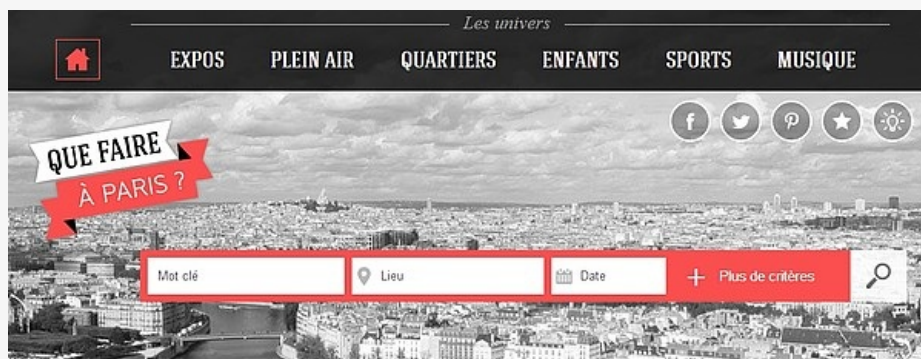 Les univers
EXPOS PLEIN AIR QUARTIERS ENFANTS SPORTS MUSIQUE
QUE FAIRE
À PARIS ?
Mot clé Lieu Date + Plus de critères